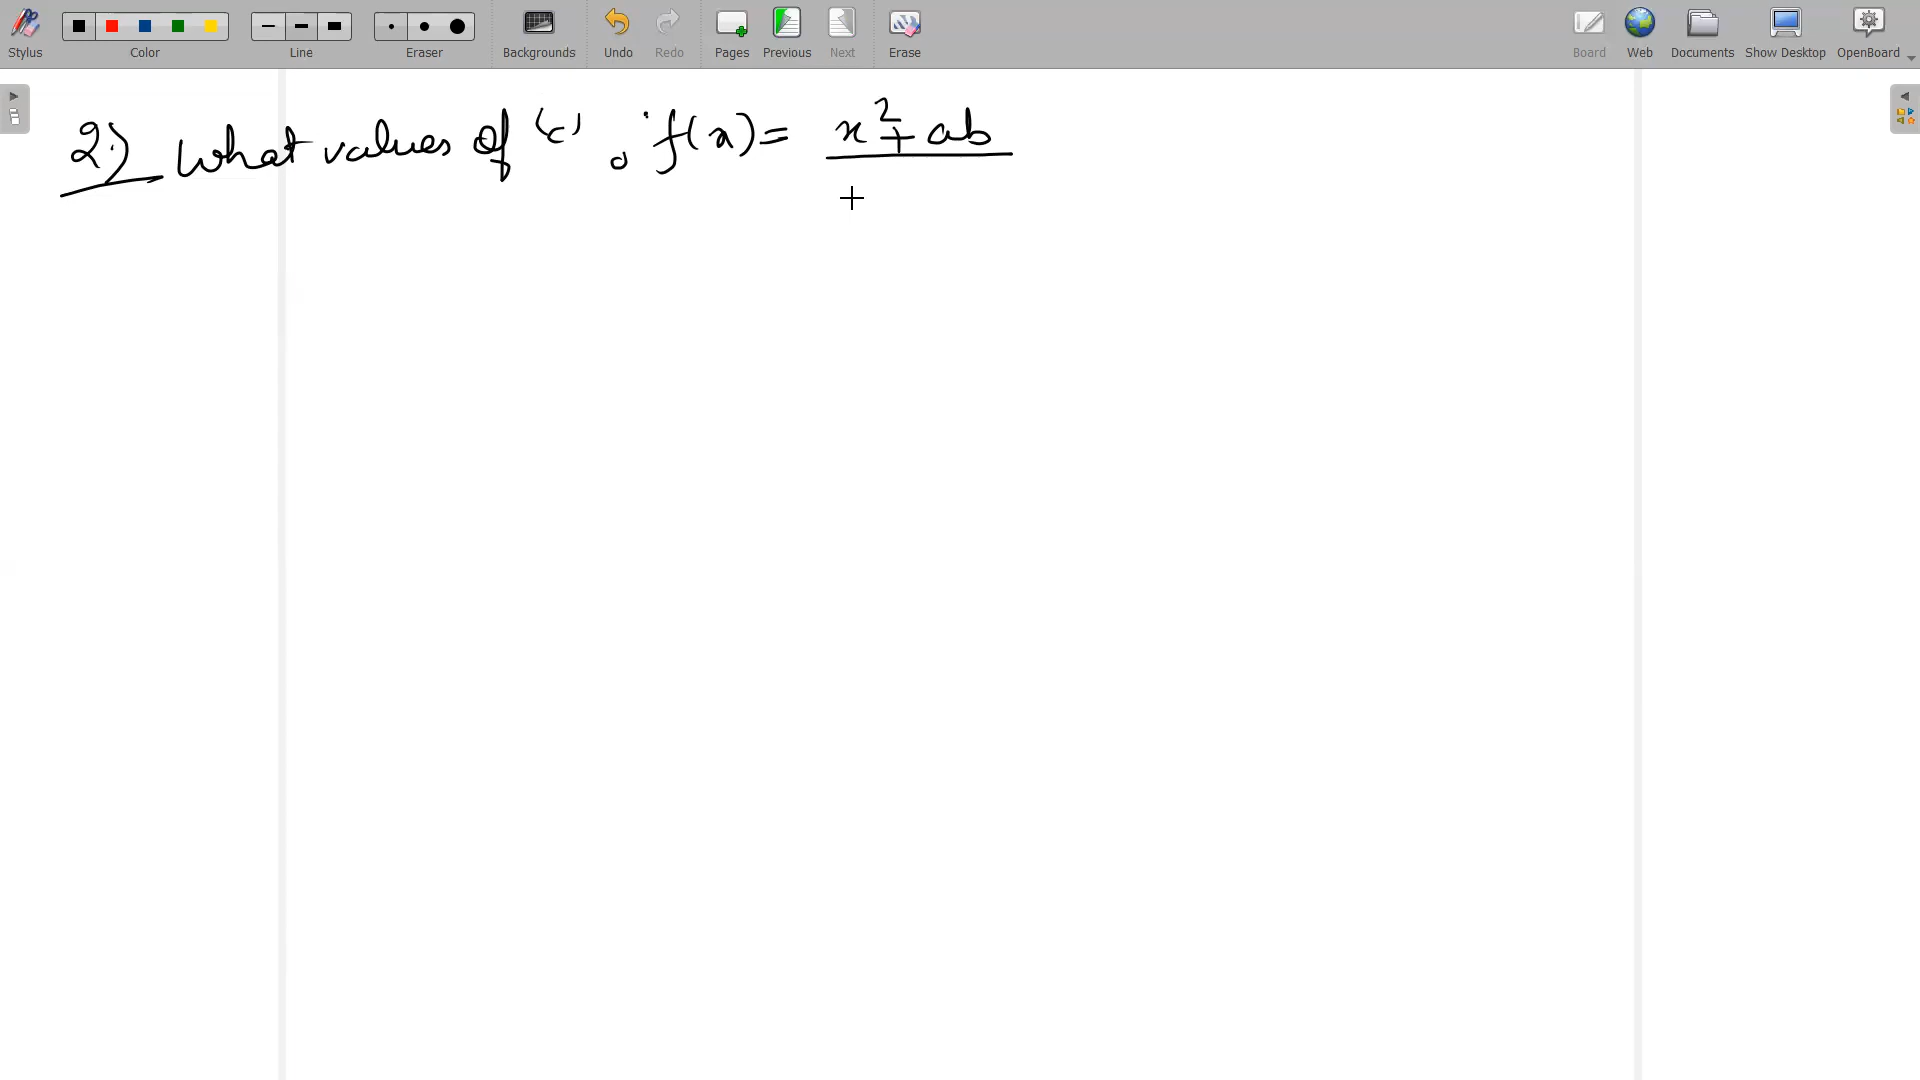 Stylus Color Line Eraser Backgrounds Undo Redo Pages Previous Next Erase Board Web Documents Show Desktop OpenBoard
2) What values of 'c' , f(x) = x²+ab